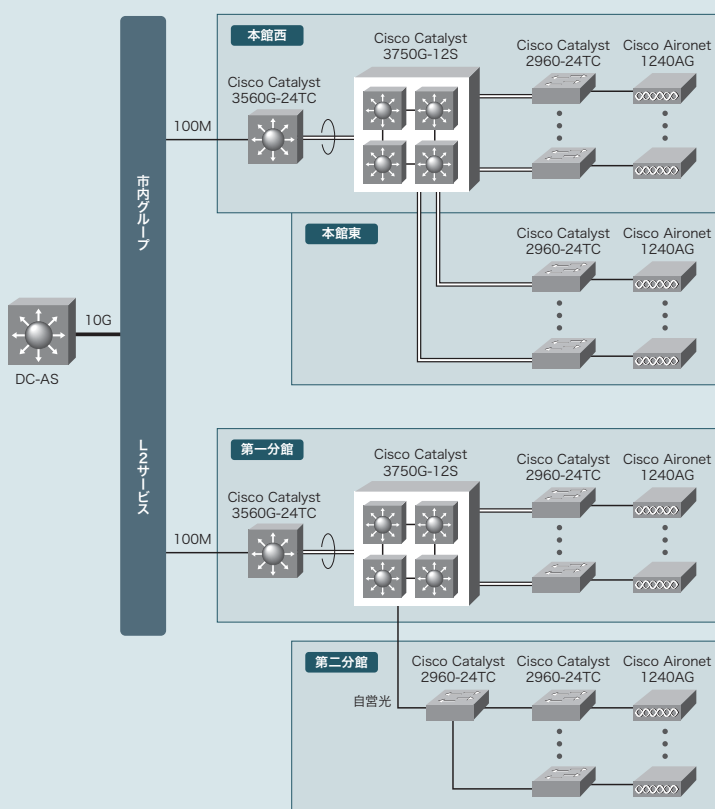 本館西
Cisco Catalyst
3560G-24TC
Cisco Catalyst
3750G-12S
Cisco Catalyst
2960-24TC
Cisco Aironet
1240AG
100M
市内グループ
本館東
Cisco Catalyst
2960-24TC
Cisco Aironet
1240AG
10G
DC-AS
L2サービス
第一分館
Cisco Catalyst
3560G-24TC
Cisco Catalyst
3750G-12S
Cisco Catalyst
2960-24TC
Cisco Aironet
1240AG
100M
第二分館
自営光
Cisco Catalyst
2960-24TC
Cisco Catalyst
2960-24TC
Cisco Aironet
1240AG